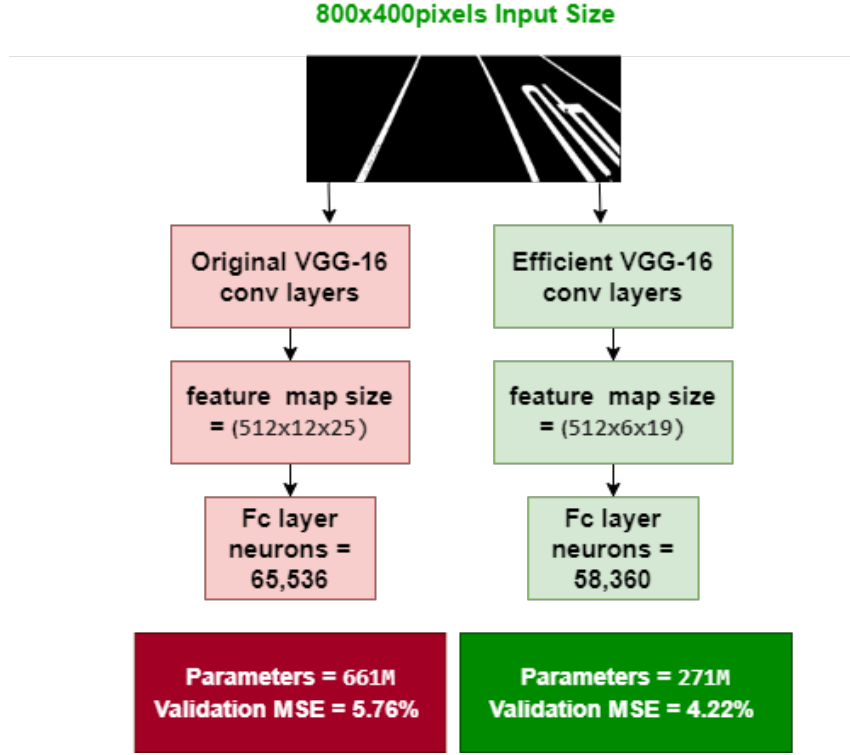 800x400pixels Input Size
Original VGG-16
conv layers
Efficient VGG-16
conv layers
feature map size
= (512x12x25)
feature map size
= (512x6x19)
Fc layer
neurons =
65,536
Fc layer
neurons =
58,360
Parameters = 661M
Validation MSE = 5.76%
Parameters = 271M
Validation MSE = 4.22%